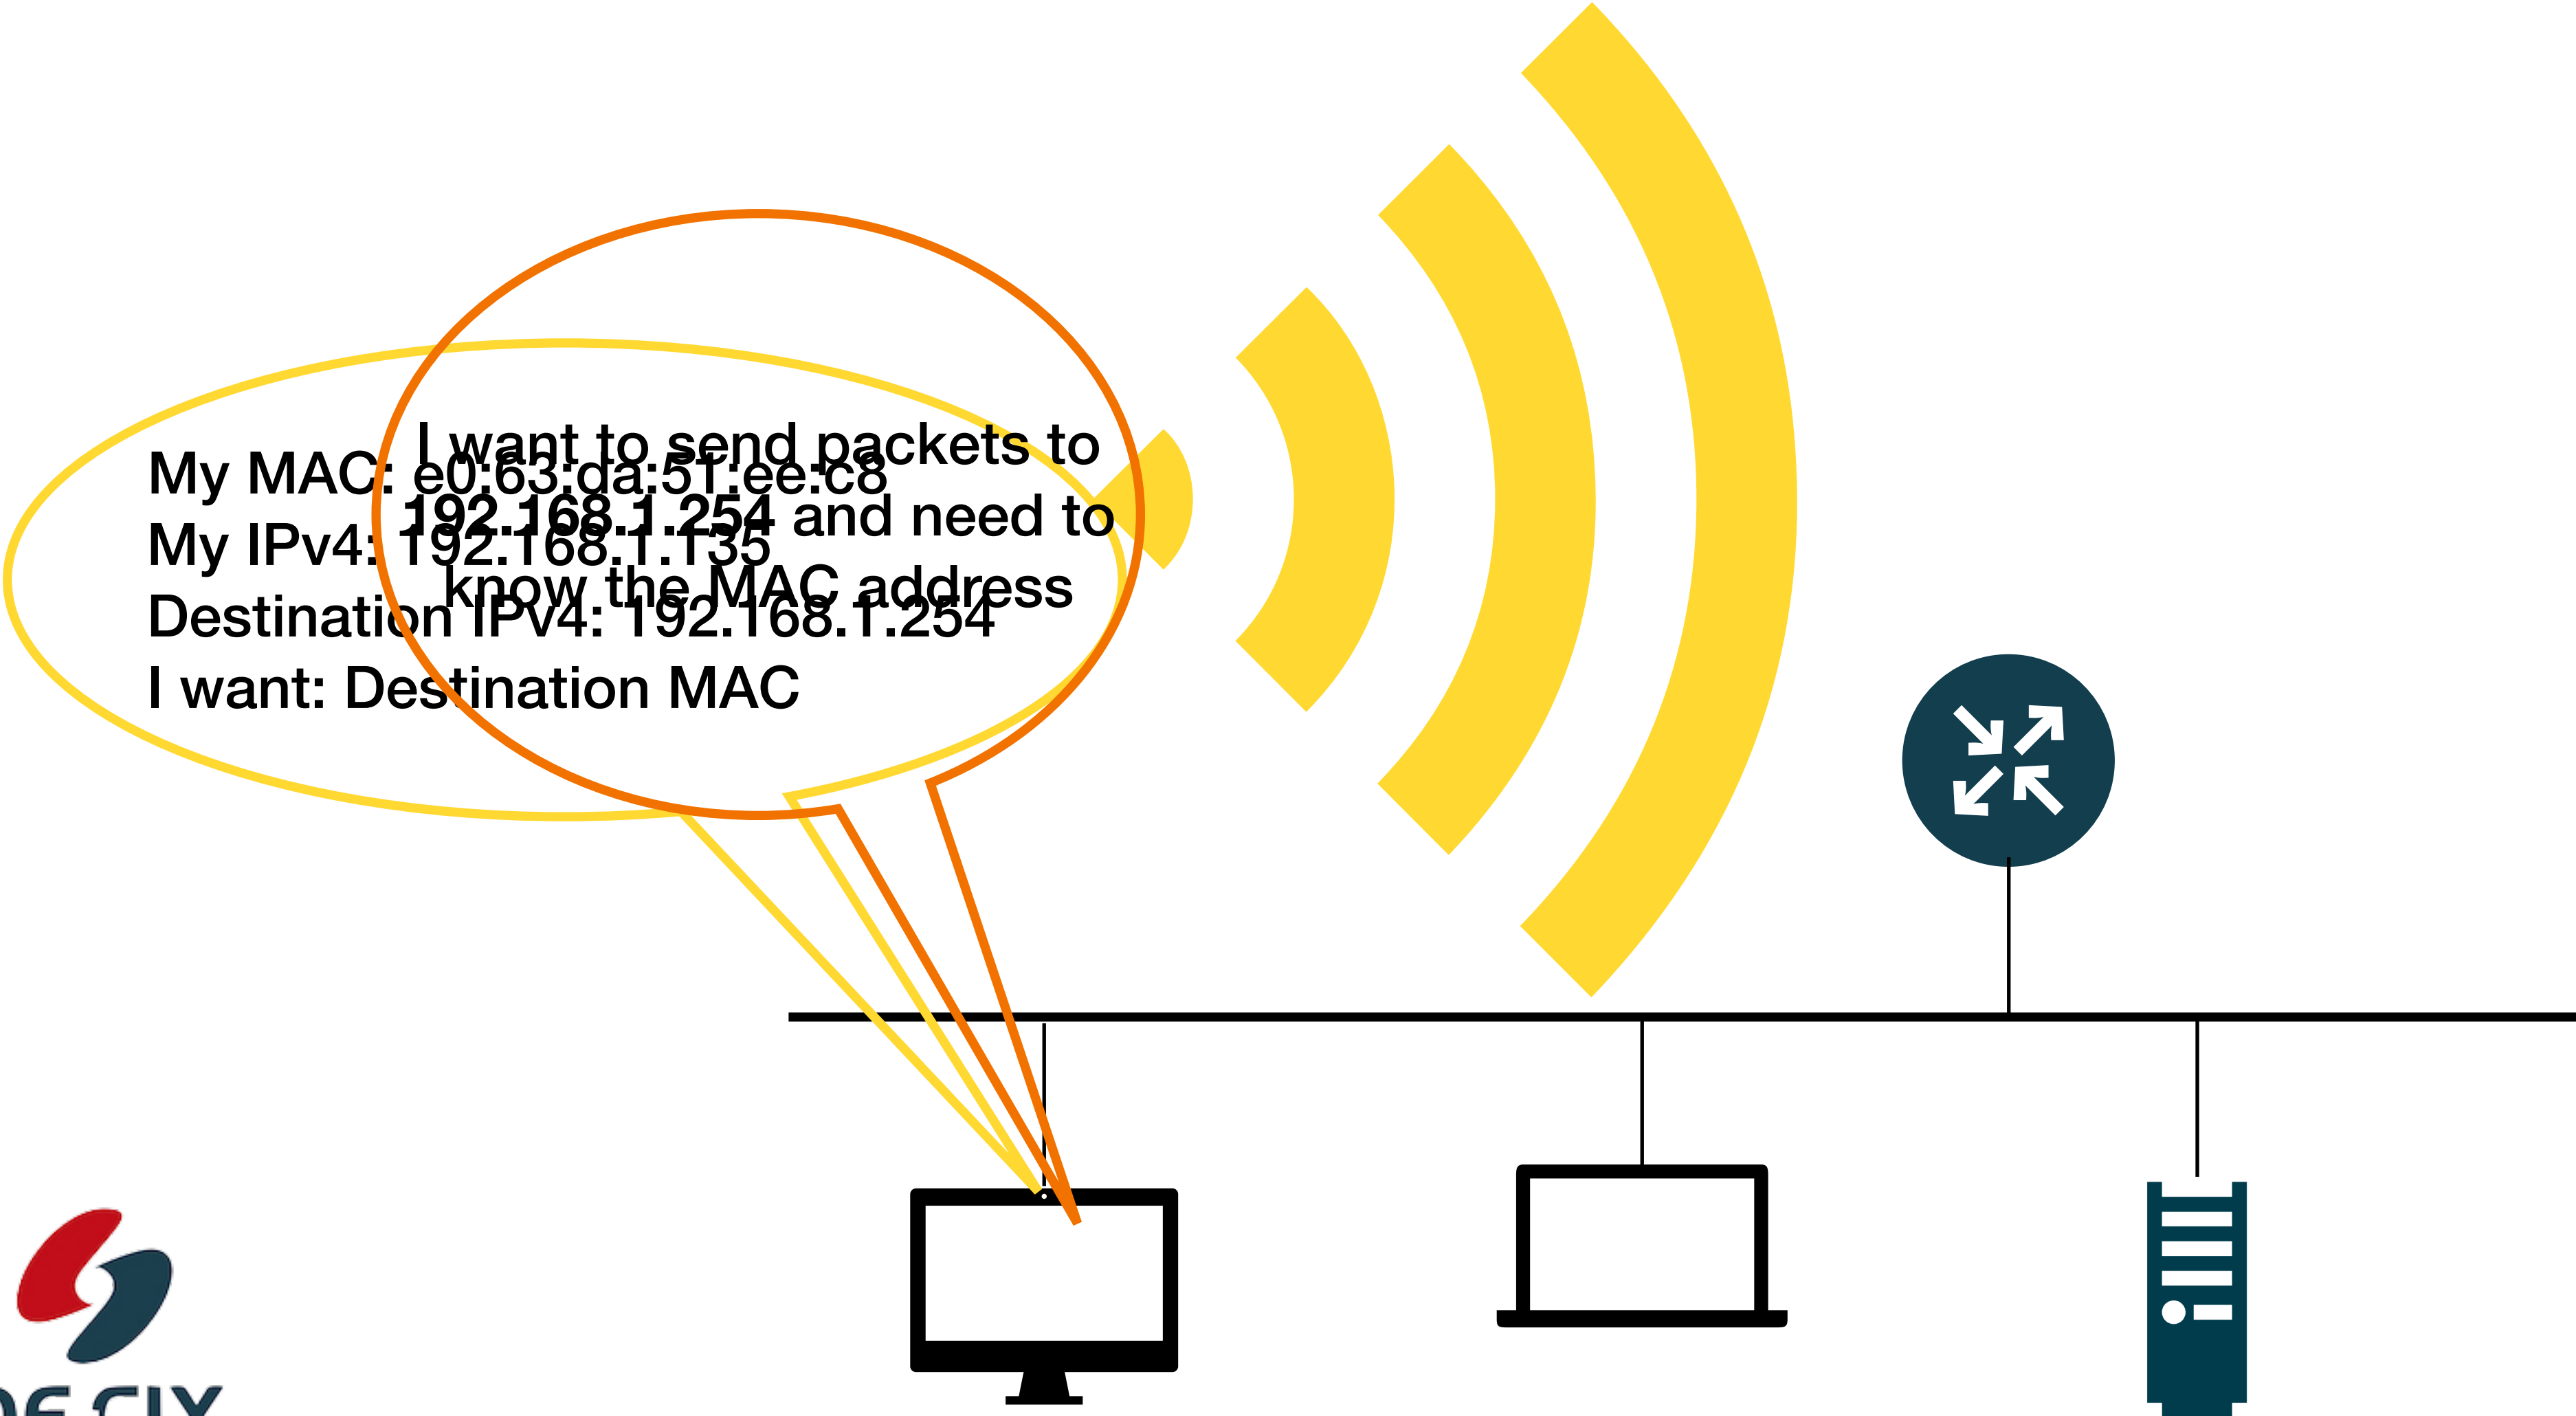 I want to send packets to
192.168.1.254 and need to
know the MAC address
My MAC: e0:63:da:51:ee:c8
My IPv4: 192.168.1.135
Destination IPv4: 192.168.1.254
I want: Destination MAC